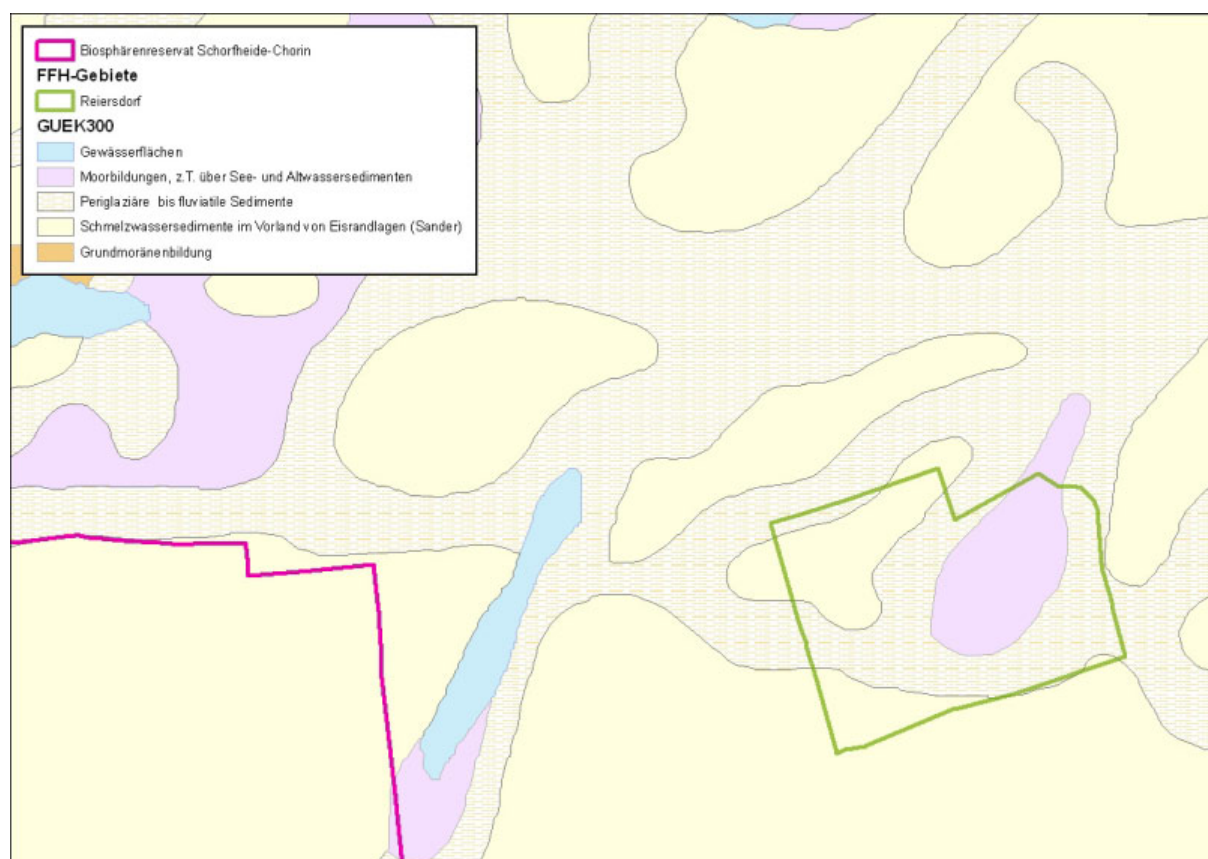 Biosphärenreservat Schorfheide-Chorin
FFH-Gebiete
Reiersdorf
GUEK300
Gewässerflächen
Moorbildungen, z.T. über See- und Altwassersedimenten
Periglaziäre bis fluviatile Sedimente
Schmelzwassersedimente im Vorland von Eisrandlagen (Sander)
Grundmoränenbildung